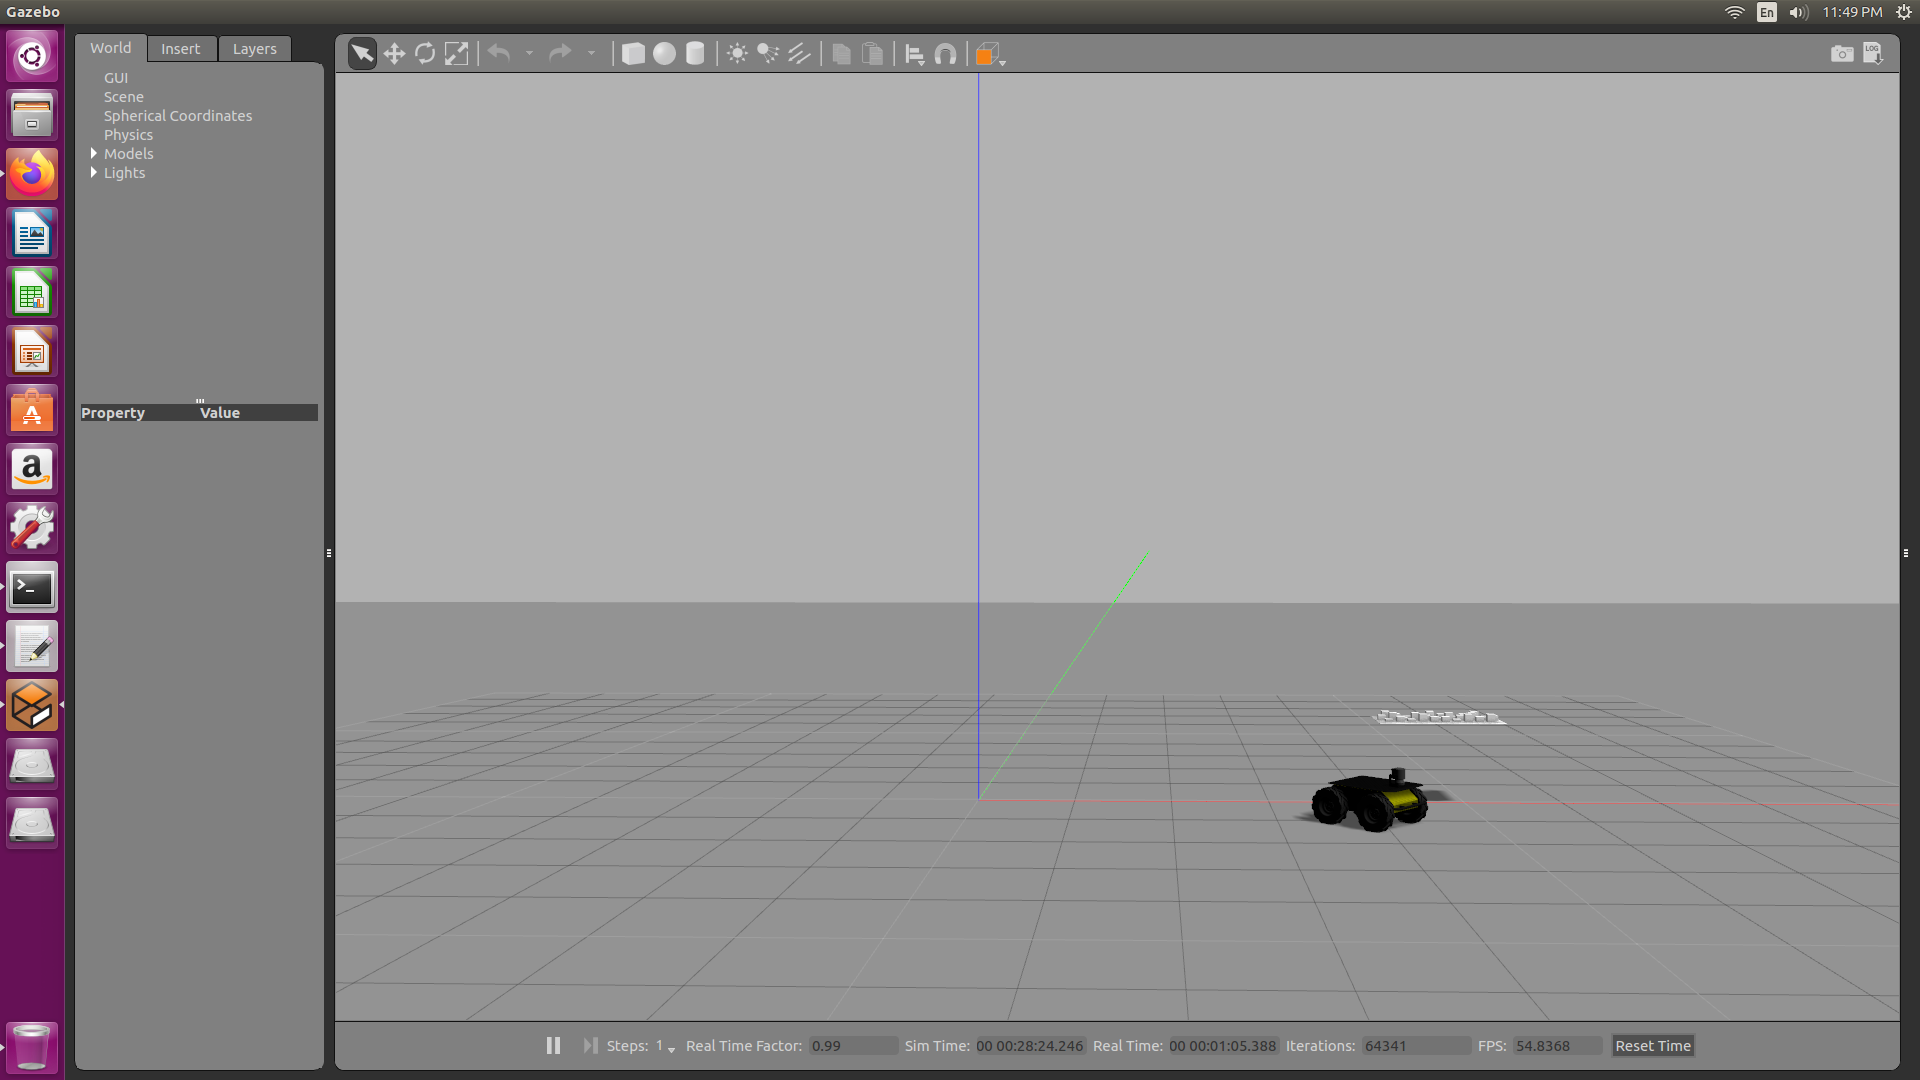 Gazebo
En
11:49 PM
World Insert Layers
LOG
GUI
Scene
Spherical Coordinates
Physics
Models
Lights
Property Value
Steps: 1 Real Time Factor: 0.99 Sim Time: 00 00:28:24.246 Real Time: 00 00:01:05.388 Iterations: 64341 FPS: 54.8368 Reset Time